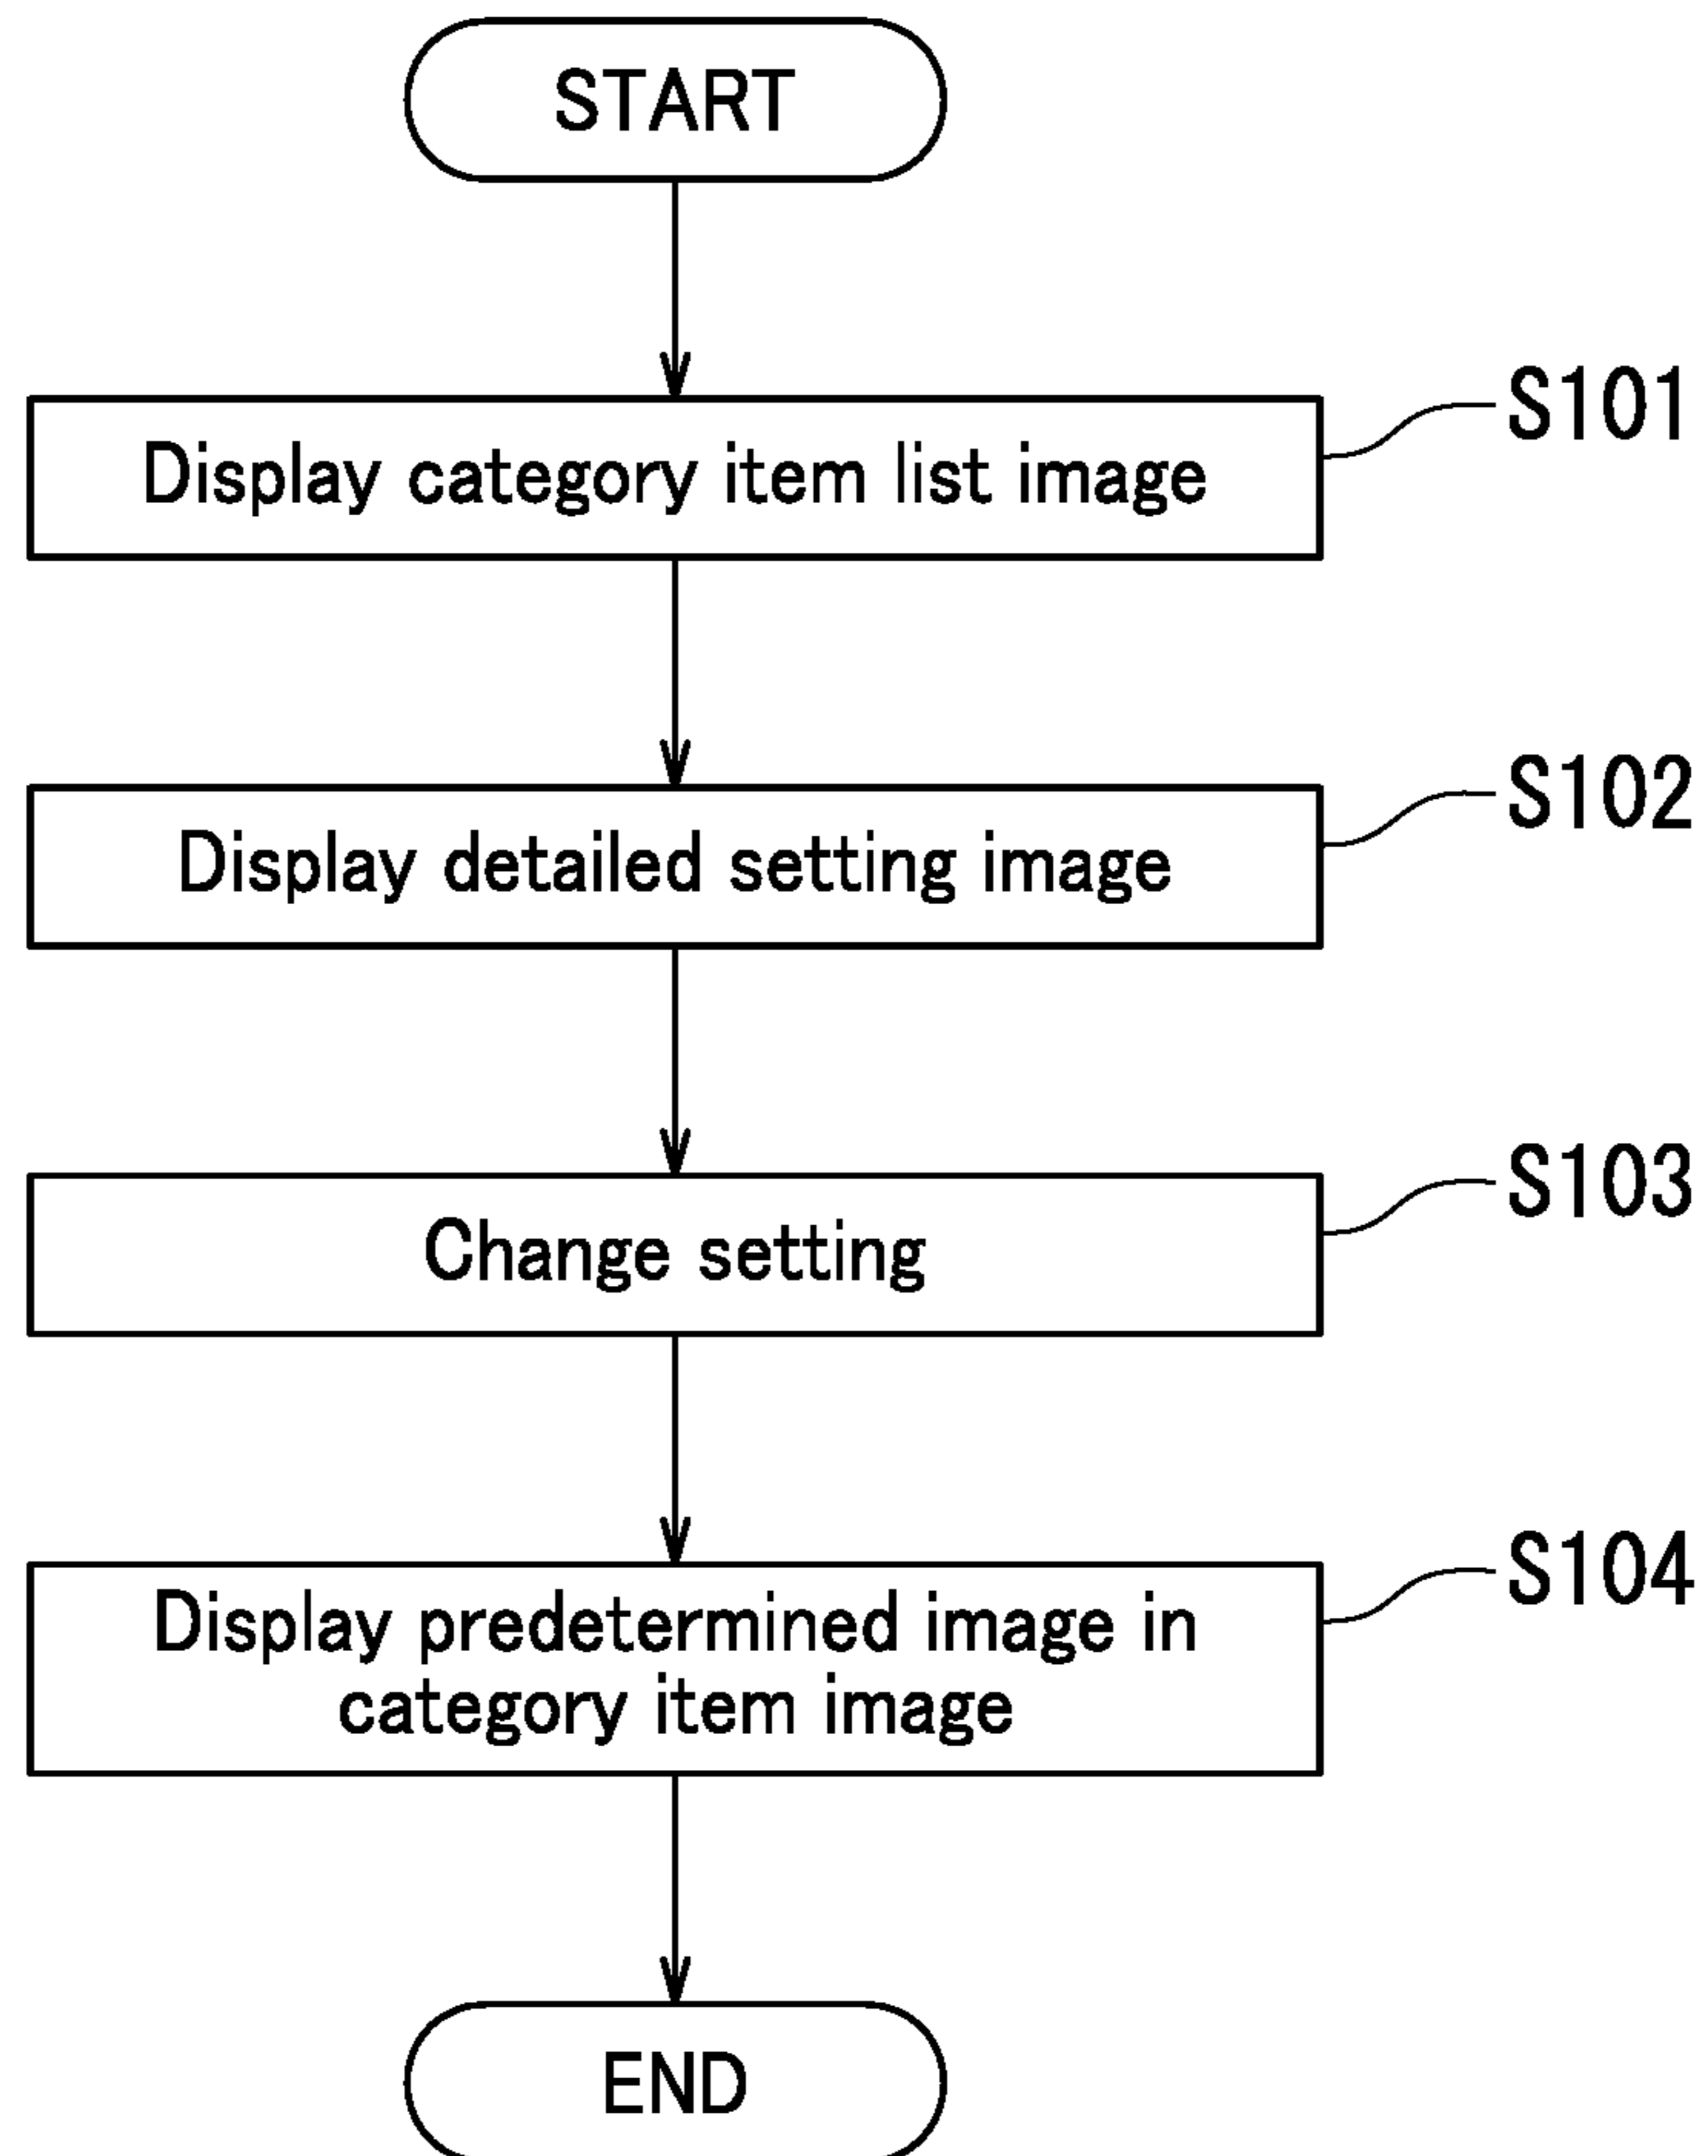 START
S101
Display category item list image
S102
Display detailed setting image
S103
Change setting
S104
Display predetermined image in
category item image
END